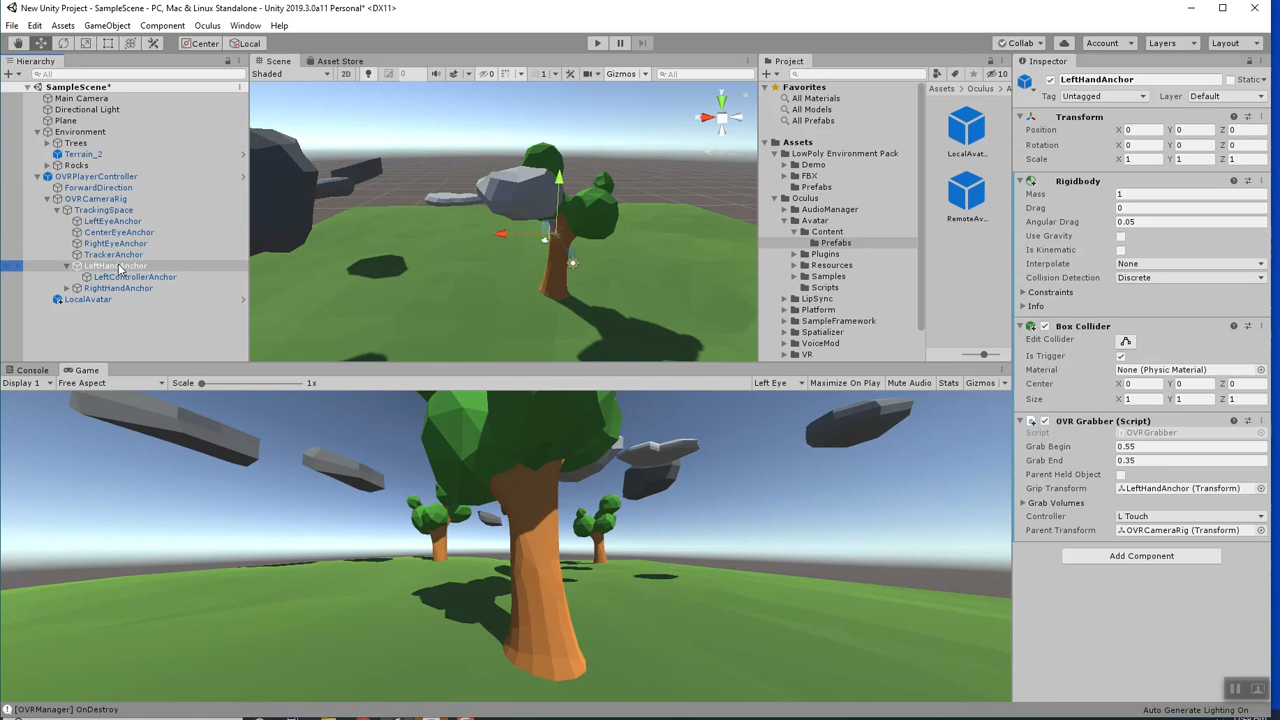 New Unity Project - SampleScene - PC, Mac & Linux Standalone - Unity 2019.3.0a11 Personal* <DX11>
File Edit Assets GameObject Component Oculus Window Help
Center Local Collab Account Layers Layout
Hierarchy
All
SampleScene*
Main Camera
Directional Light
Plane
Environment
Trees
Terrain_2
Rocks
OVRPlayerController
ForwardDirection
OVRCameraRig
TrackingSpace
LeftEyeAnchor
CenterEyeAnchor
RightEyeAnchor
TrackerAnchor
LeftHandAnchor
LeftControllerAnchor
RightHandAnchor
LocalAvatar
Scene Asset Store
Shaded 2D 0 0 1 Gizmos All
y
x
Console Game
Display 1 Free Aspect Scale 1x Left Eye Maximize On Play Mute Audio Stats Gizmos
Project
10
Favorites
All Materials
All Models
All Prefabs
Assets
LowPoly Environment Pack
Demo
FBX
Prefabs
Oculus
AudioManager
Avatar
Content
Prefabs
Plugins
Resources
Samples
Scripts
LipSync
Platform
SampleFramework
Spatializer
VoiceMod
VR
Assets Oculus
LocalAvat...
RemoteAv...
Inspector
LeftHandAnchor Static
Tag Untagged Layer Default
Transform
Position X 0 Y 0 Z 0
Rotation X 0 Y 0 Z 0
Scale X 1 Y 1 Z 1
Rigidbody
Mass 1
Drag 0
Angular Drag 0.05
Use Gravity
Is Kinematic
Interpolate None
Collision Detection Discrete
Constraints
Info
Box Collider
Edit Collider
Is Trigger
Material None (Physic Material)
Center X 0 Y 0 Z 0
Size X 1 Y 1 Z 1
OVR Grabber (Script)
Script OVRGrabber
Grab Begin 0.55
Grab End 0.35
Parent Held Object
Grip Transform LeftHandAnchor (Transform)
Grab Volumes
Controller L Touch
Parent Transform OVRCameraRig (Transform)
Add Component
[OVRManager] OnDestroy
Auto Generate Lighting On